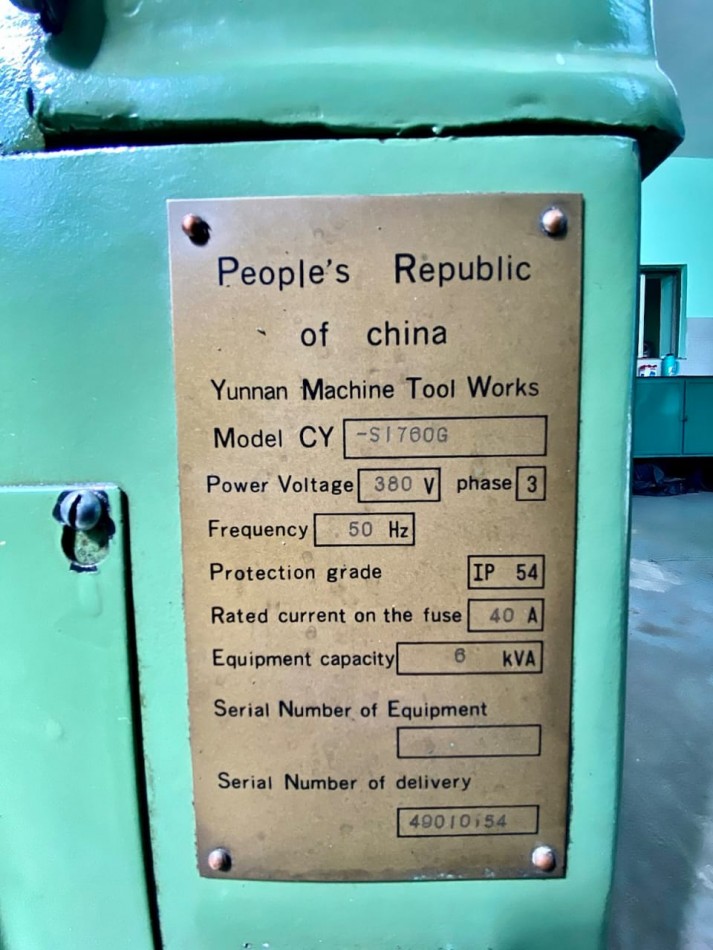 People's Republic
of china
Yunnan Machine Tool Works
Model CY -S1760G
Power Voltage 380 V phase 3
Frequency 50 Hz
Protection grade IP 54
Rated current on the fuse 40 A
Equipment capacity 6 kVA
Serial Number of Equipment
Serial Number of delivery
49010154